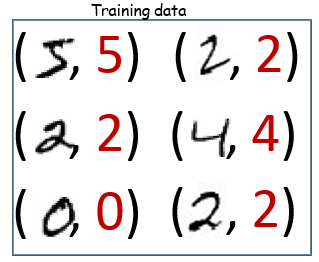 Training data
(5, 5) (2, 2)
(2, 2) (4, 4)
(0, 0) (2, 2)